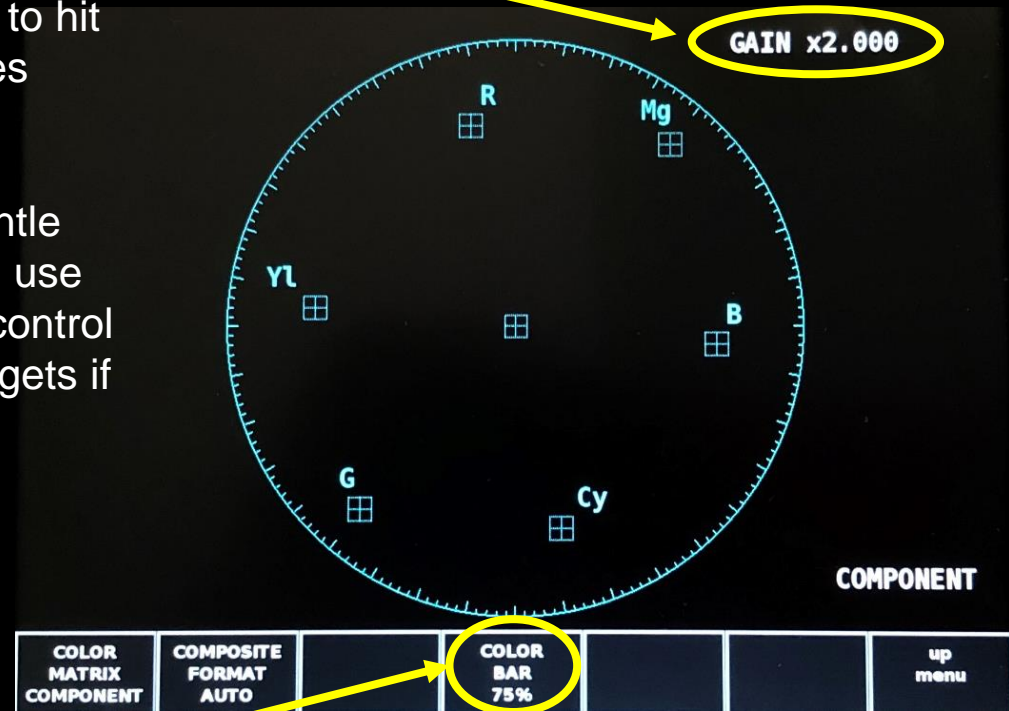 to hit
es
ntle
use
control
gets if
GAIN x2.000
R
Mg
Yl
B
G
Cy
COMPONENT
COLOR
MATRIX
COMPONENT
COMPOSITE
FORMAT
AUTO
COLOR
BAR
75%
up
menu